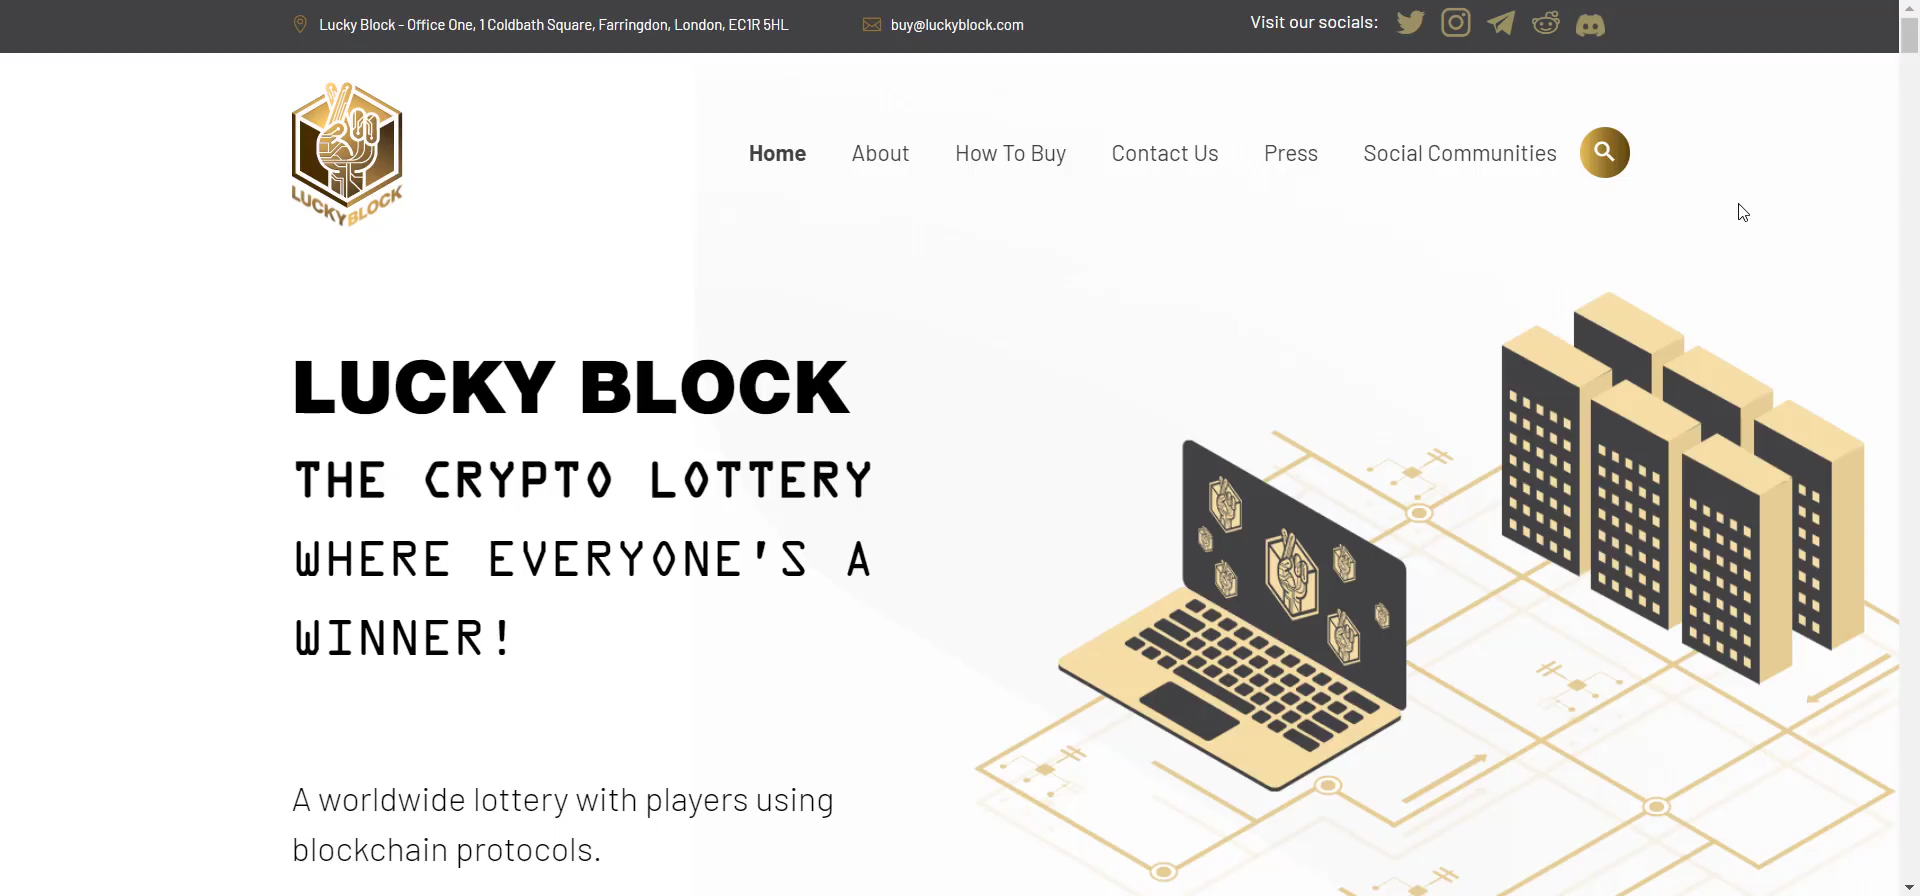 Lucky Block - Office One, 1 Coldbath Square, Farringdon, London, EC1R 5HL
buy@luckyblock.com
Visit our socials:
LUCKYBLOCK
Home
About
How To Buy
Contact Us
Press
Social Communities
LUCKY BLOCK
THE CRYPTO LOTTERY
WHERE EVERYONE'S A
WINNER!
A worldwide lottery with players using
blockchain protocols.